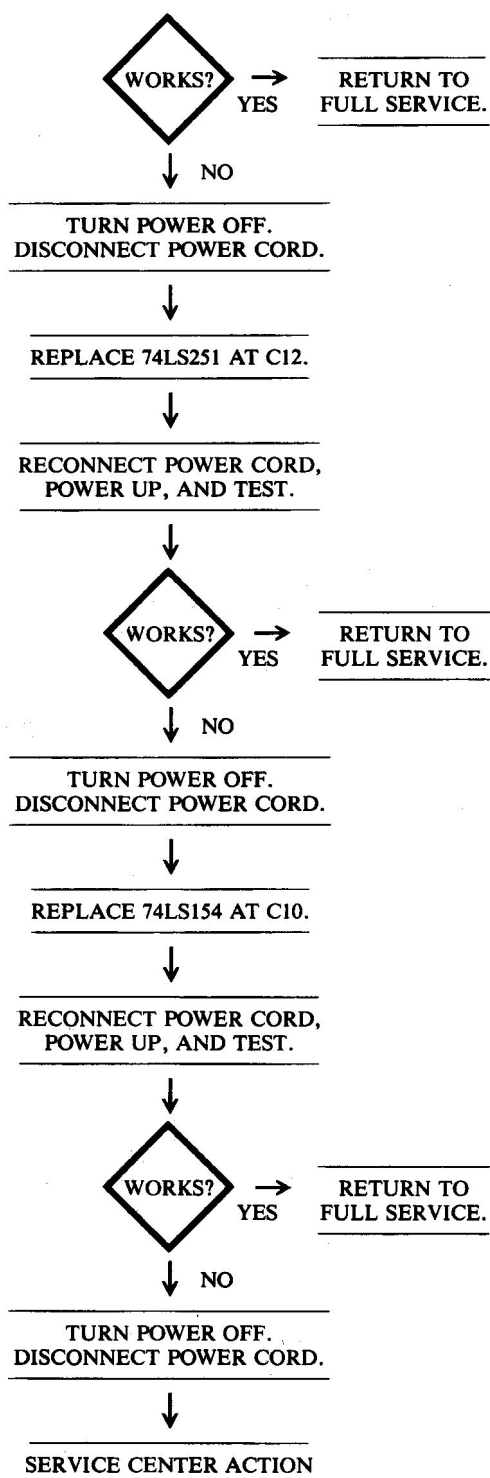 WORKS?
YES
RETURN TO
FULL SERVICE.
NO
TURN POWER OFF.
DISCONNECT POWER CORD.
REPLACE 74LS251 AT C12.
RECONNECT POWER CORD,
POWER UP, AND TEST.
WORKS?
YES
RETURN TO
FULL SERVICE.
NO
TURN POWER OFF.
DISCONNECT POWER CORD.
REPLACE 74LS154 AT C10.
RECONNECT POWER CORD,
POWER UP, AND TEST.
WORKS?
YES
RETURN TO
FULL SERVICE.
NO
TURN POWER OFF.
DISCONNECT POWER CORD.
SERVICE CENTER ACTION